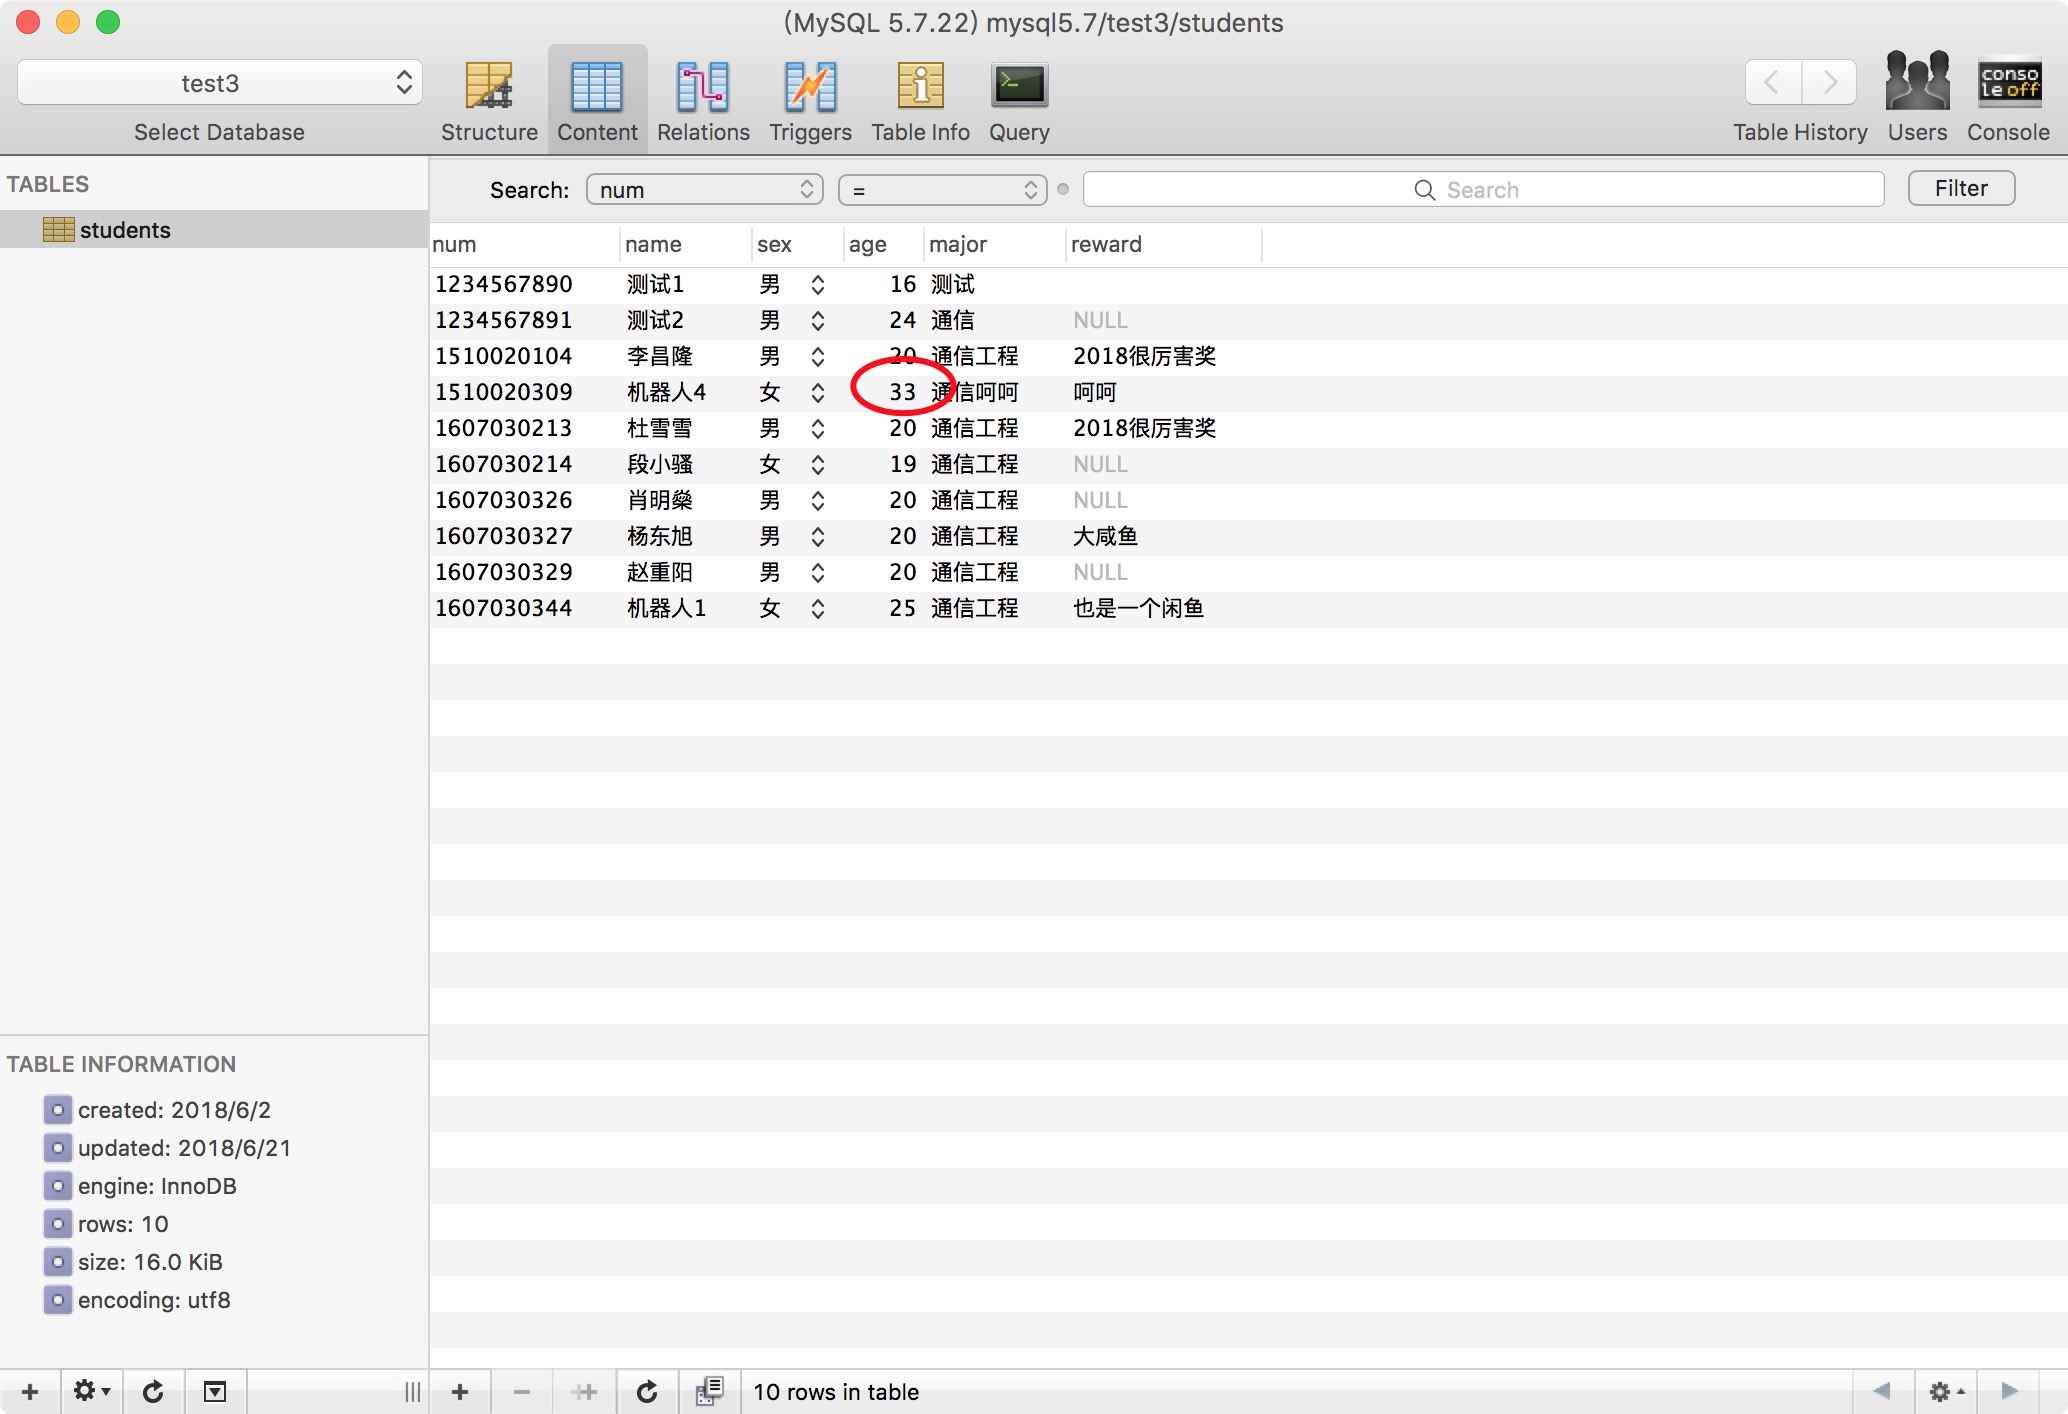 (MySQL 5.7.22) mysql5.7/test3/students
test3
Select Database
Structure
Content
Relations
Triggers
Table Info
Query
Table History
Users
conso
le off
Console
TABLES
students
Search: num = Search Filter
num name sex age major reward
1234567890 测试1 男 16 测试
1234567891 测试2 男 24 通信 NULL
1510020104 李昌隆 男 20 通信工程 2018很厉害奖
1510020309 机器人4 女 33 通信呵呵 呵呵
1607030213 杜雪雪 男 20 通信工程 2018很厉害奖
1607030214 段小骚 女 19 通信工程 NULL
1607030326 肖明燊 男 20 通信工程 NULL
1607030327 杨东旭 男 20 通信工程 大咸鱼
1607030329 赵重阳 男 20 通信工程 NULL
1607030344 机器人1 女 25 通信工程 也是一个闲鱼
TABLE INFORMATION
created: 2018/6/2
updated: 2018/6/21
engine: InnoDB
rows: 10
size: 16.0 KiB
encoding: utf8
10 rows in table